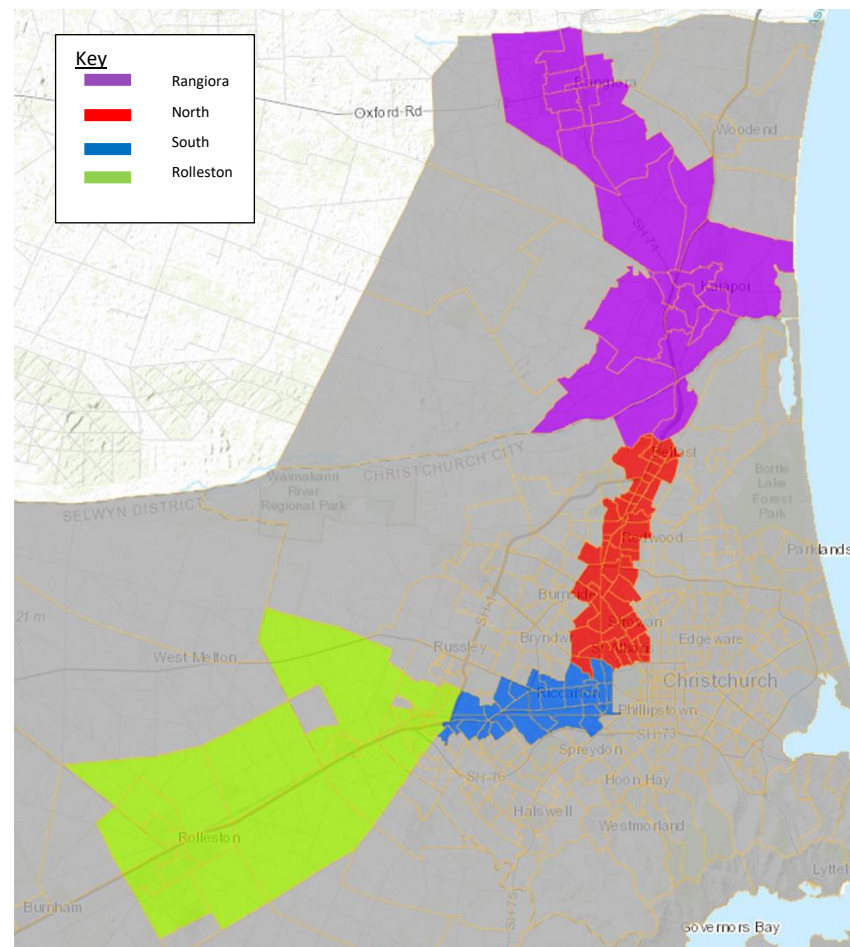 Key
Rangiora
North
South
Rolleston
Rangiora
72
Oxford-Rd
Woodend
SH-71
Kaiapoi
CHRISTCHURCH CITY
Belfast
Waimakariri
River
Regional Park
Bottle
Lake
Forest
Park
SELWYN DISTRICT
Redwood
Parklands
Burnside
SH-1
21 m
Strowan
Bryndwr
Edgeware
Russley
St Albans
West Melton
Christchurch
Riccarton
Phillipstown
SH-73
Spreydon
SH-76
Hoon Hay
Halswell
Westmorland
Rolleston
Lyttel
SH-75
Burnham
Governors Bay